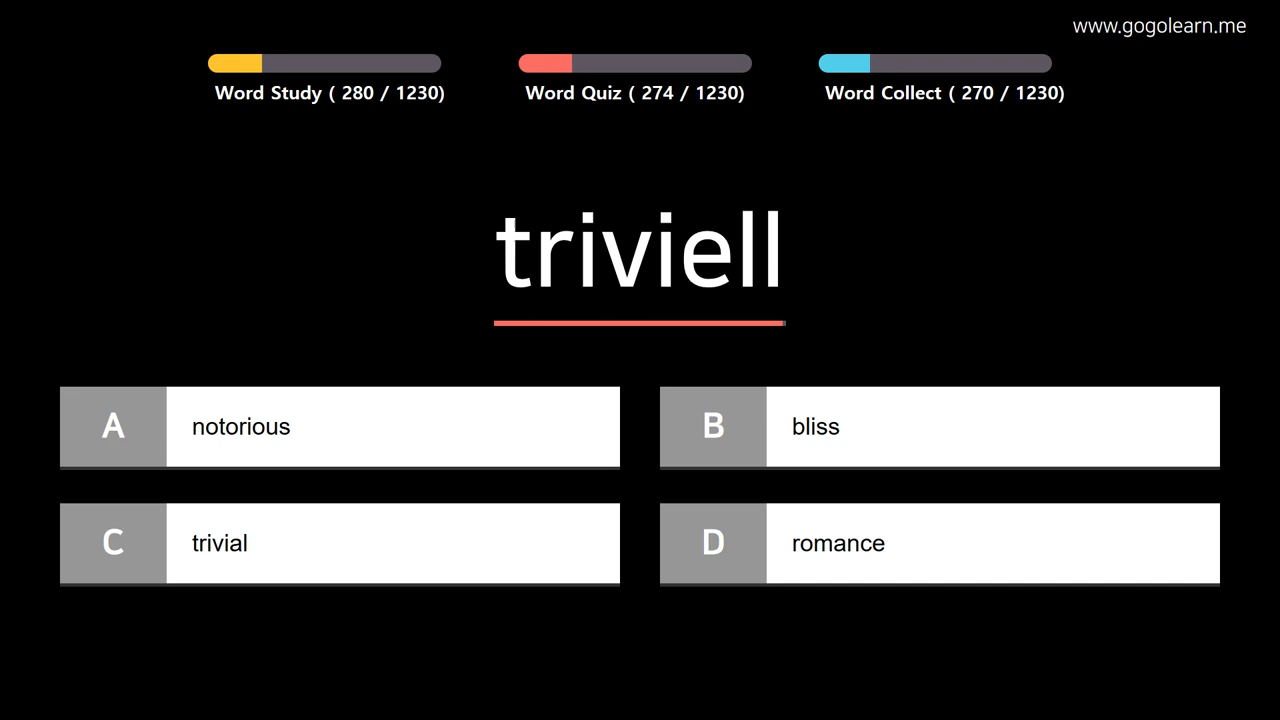 www.gogolearn.me
Word Study ( 280 / 1230)
Word Quiz ( 274 / 1230)
Word Collect ( 270 / 1230)
triviell
A notorious
B bliss
C trivial
D romance